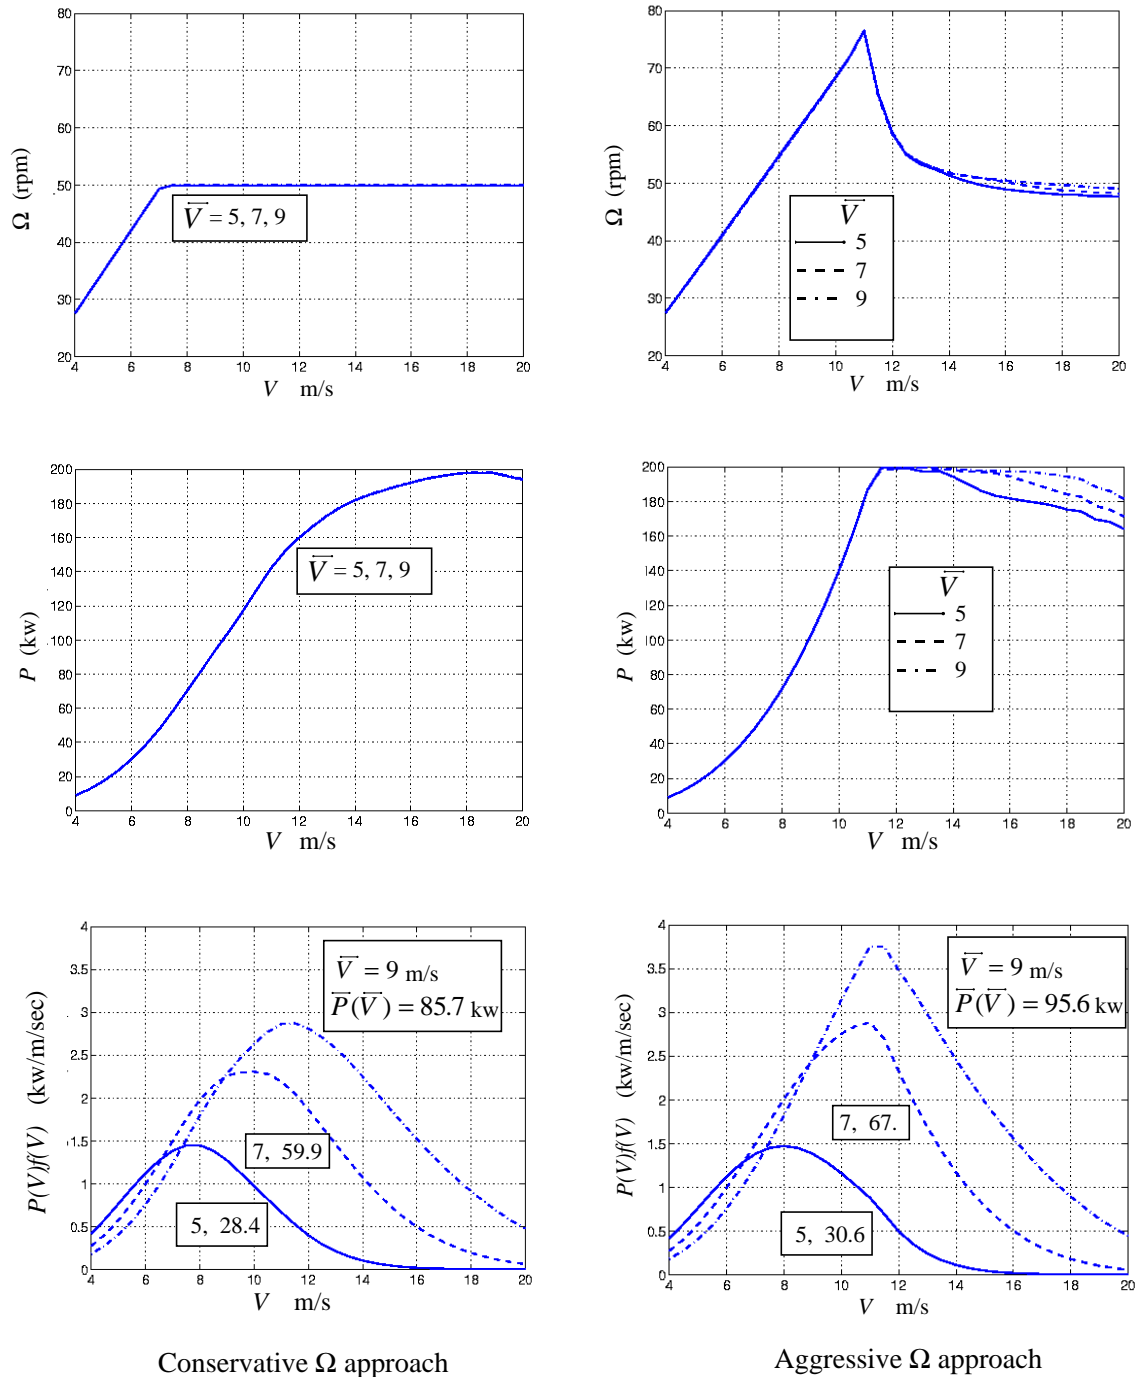 80
70
60
50
40
30
20
Ω (rpm)
V = 5, 7, 9
4 6 8 10 12 14 16 18 20
V m/s
80
70
60
50
40
30
20
Ω (rpm)
V
5
7
9
4 6 8 10 12 14 16 18 20
V m/s
200
180
160
140
120
100
80
60
40
20
0
P (kw)
V = 5, 7, 9
4 6 8 10 12 14 16 18 20
V m/s
200
180
160
140
120
100
80
60
40
20
0
P (kw)
V
5
7
9
4 6 8 10 12 14 16 18 20
V m/s
4
3.5
3
2.5
2
1.5
1
0.5
0
P(V)f(V) (kw/m/sec)
V = 9 m/s
P(V) = 85.7 kw
7, 59.9
5, 28.4
4 6 8 10 12 14 16 18 20
V m/s
4
3.5
3
2.5
2
1.5
1
0.5
0
P(V)f(V) (kw/m/sec)
V = 9 m/s
P(V) = 95.6 kw
7, 67.
5, 30.6
4 6 8 10 12 14 16 18 20
V m/s
Conservative Ω approach
Aggressive Ω approach